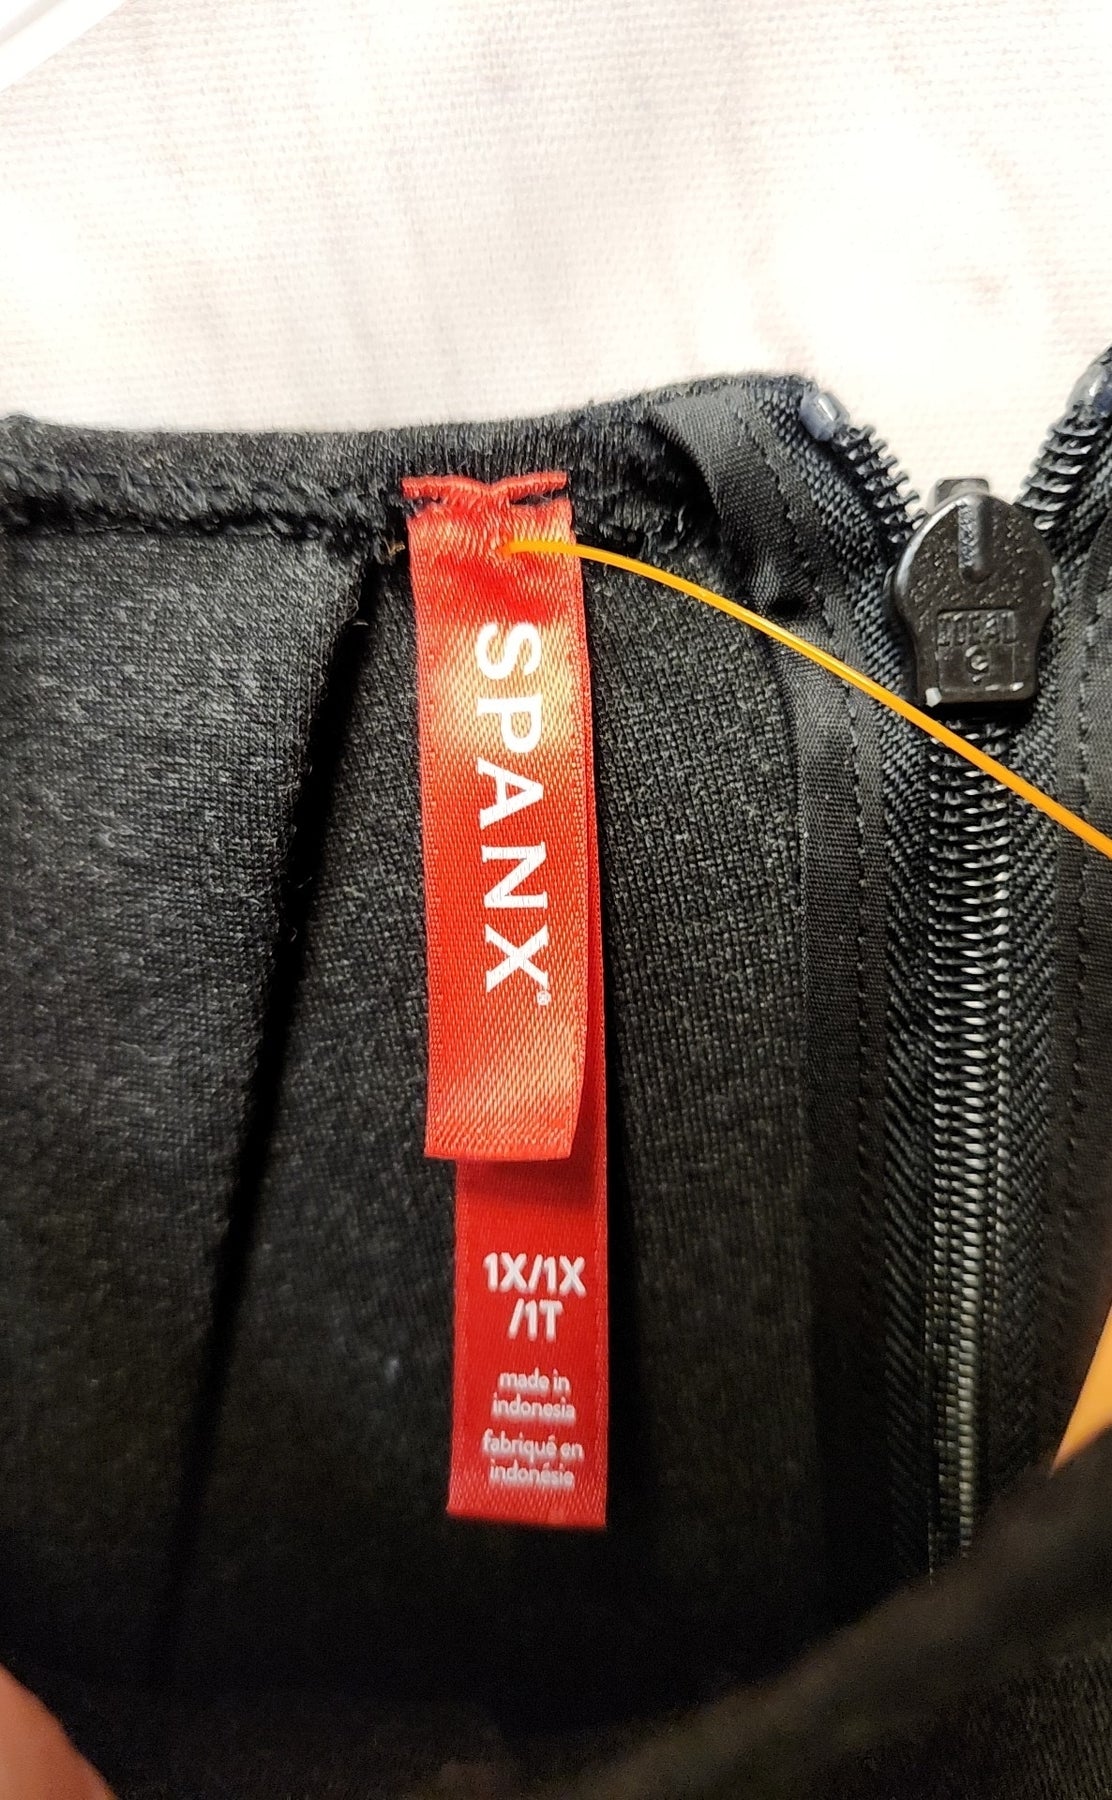 SPANX®
1X/1X
/1T
made in
indonesia
fabriqué en
indonésie